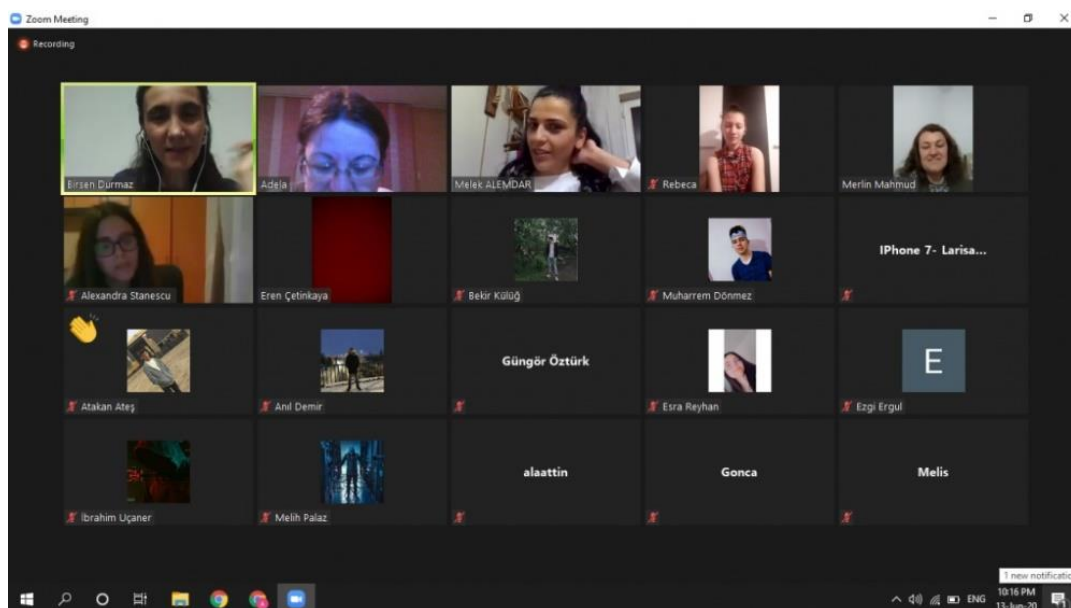 Zoom Meeting
Recording
Birsen Durmaz
Adela
Melek ALEMDAR
Rebeca
Merlin Mahmud
Alexandra Stanescu
Eren Çetinkaya
Bekir Külüğ
Muharrem Dönmez
IPhone 7- Larisa...
Atakan Ateş
Anıl Demir
Güngör Öztürk
Esra Reyhan
E
Ezgi Ergul
İbrahim Uçaner
Melih Palaz
alaattin
Gonca
Melis
1 new notificatio
ENG
10:16 PM
13-Jun-20